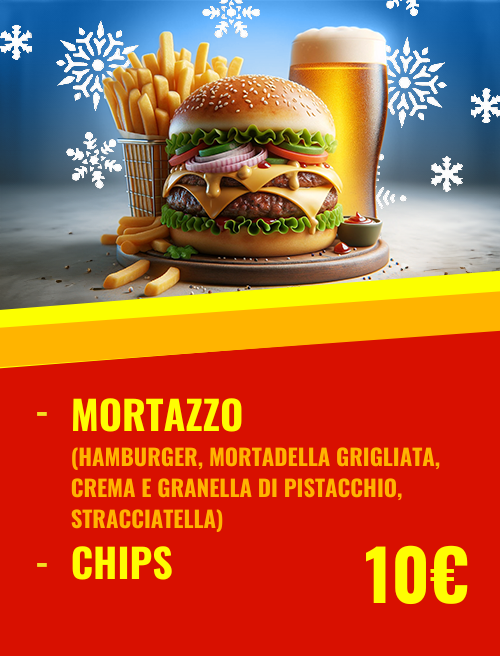 - MORTAZZO
(HAMBURGER, MORTADELLA GRIGLIATA,
CREMA E GRANELLA DI PISTACCHIO,
STRACCIATELLA)
- CHIPS
10€